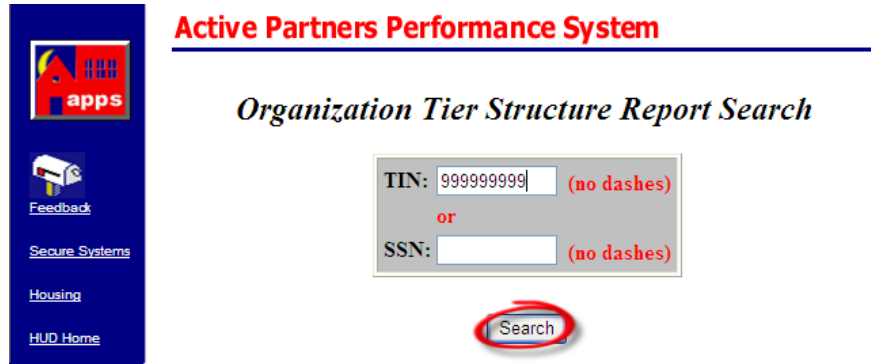 Active Partners Performance System
apps
Organization Tier Structure Report Search
TIN: 999999999 (no dashes)
or
SSN: (no dashes)
Search
Feedback
Secure Systems
Housing
HUD Home